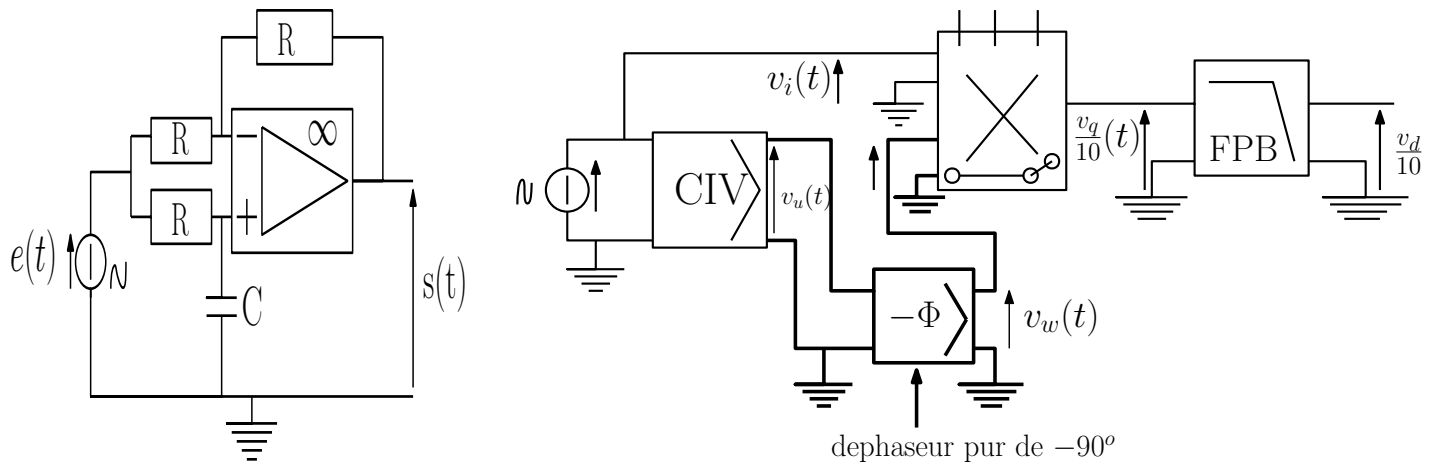 R
∞
R
−
R
+
e(t)
C
s(t)
v_i(t)
CIV
v_u(t)
v_q/10(t)
FPB
v_d/10
−Φ
v_w(t)
dephaseur pur de −90°